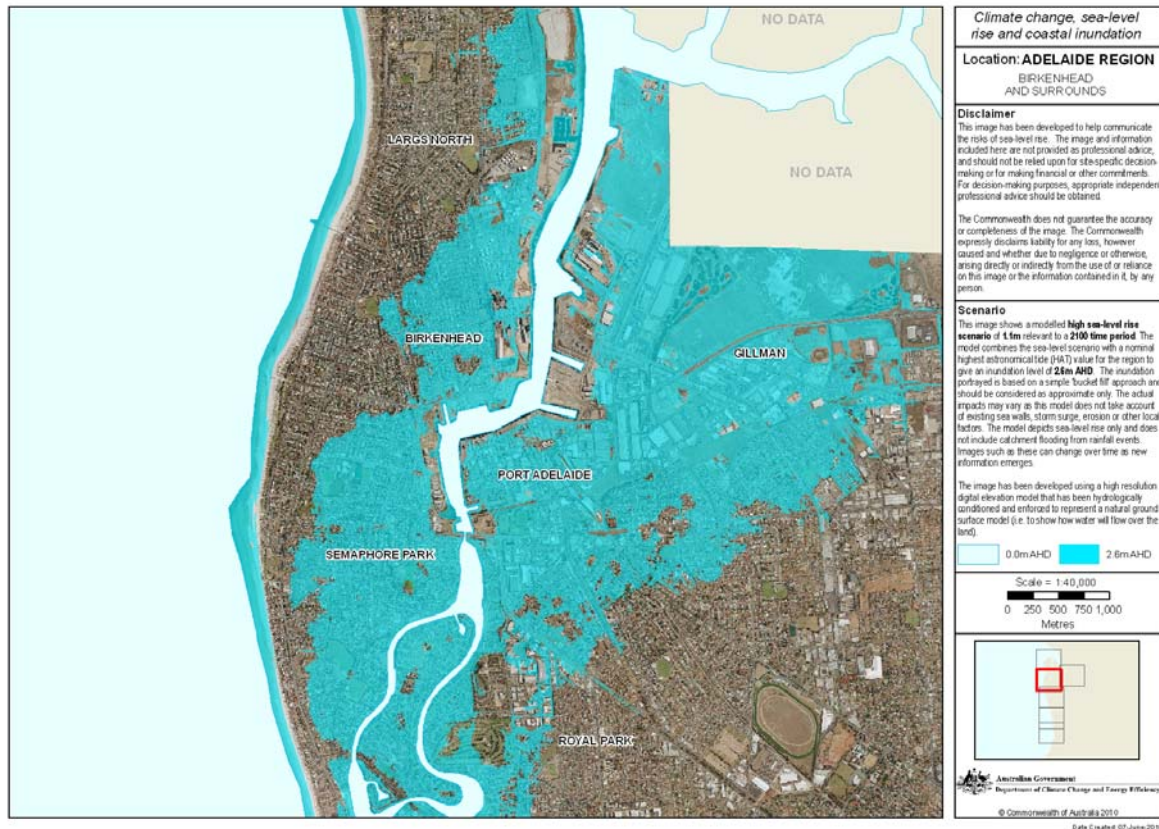 NO DATA
LARGS NORTH
NO DATA
BIRKENHEAD
GILLMAN
PORT ADELAIDE
SEMAPHORE PARK
ROYAL PARK
Climate change, sea-level
rise and coastal inundation
Location: ADELAIDE REGION
BIRKENHEAD
AND SURROUNDS
Disclaimer
This image has been developed to help communicate
the risks of sea-level rise. The image and information
included here are not provided as professional advice,
and should not be relied upon for site-specific decision-
making or for making financial or other commitments.
For decision-making purposes, appropriate independent
professional advice should be obtained.
The Commonwealth does not guarantee the accuracy
or completeness of the image. The Commonwealth
expressly disclaims liability for any loss, however
caused and whether due to negligence or otherwise,
arising directly or indirectly from the use of or reliance
on this image or the information contained in it, by any
person.
Scenario
This image shows a modelled high sea-level rise
scenario of 1.1m relevant to a 2100 time period. The
model combines the sea-level scenario with a nominal
highest astronomical tide (HAT) value for the region to
give an inundation level of 2.6m AHD. The inundation
portrayed is based on a simple 'bucket fill' approach and
should be considered as approximate only. The actual
impacts may vary as this model does not take account
of existing sea walls, storm surge, erosion or other local
factors. The model depicts sea-level rise only and does
not include catchment flooding from rainfall events.
Images such as these can change over time as new
information emerges.
The image has been developed using a high resolution
digital elevation model that has been hydrologically
conditioned and enforced to represent a natural ground
surface model (i.e. to show how water will flow over the
land).
0.0mAHD 2.6mAHD
Scale = 1:40,000
0 250 500 750 1,000
Metres
Australian Government
Department of Climate Change and Energy Efficiency
© Commonwealth of Australia 2010
Date Created: 07-June-201